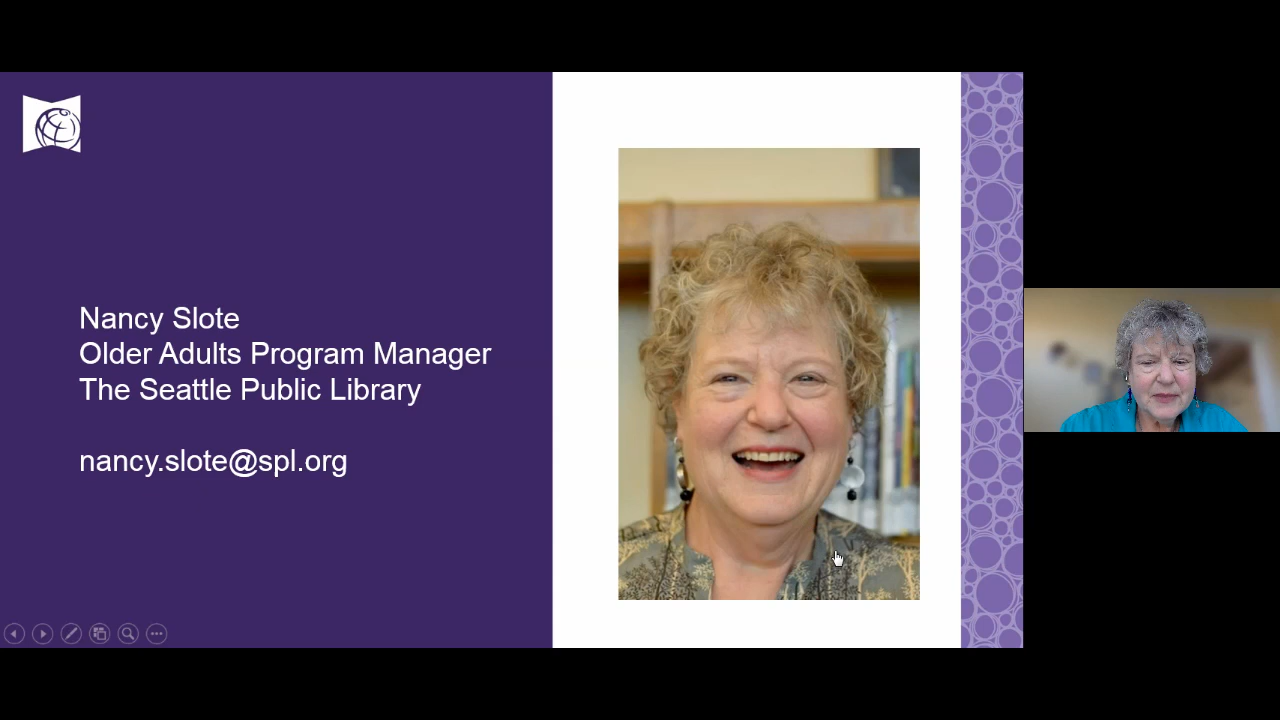 Nancy Slote
Older Adults Program Manager
The Seattle Public Library
nancy.slote@spl.org